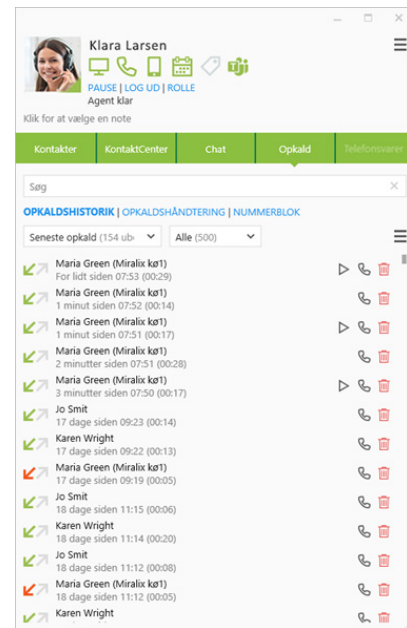 Klara Larsen
PAUSE | LOG UD | ROLLE
Agent klar
Klik for at vælge en note
Kontakter KontaktCenter Chat Opkald Telefonsvarer
Søg
OPKALDSHISTORIK | OPKALDSHÅNDTERING | NUMMERBLOK
Seneste opkald (154 ub Alle (500)
Maria Green (Miralix kø1)
For lidt siden 07:53 (00:29)
Maria Green (Miralix kø1)
1 minut siden 07:52 (00:14)
Maria Green (Miralix kø1)
1 minut siden 07:51 (00:17)
Maria Green (Miralix kø1)
2 minutter siden 07:51 (00:28)
Maria Green (Miralix kø1)
3 minutter siden 07:50 (00:17)
Jo Smit
17 dage siden 09:23 (00:14)
Karen Wright
17 dage siden 09:22 (00:13)
Maria Green (Miralix kø1)
17 dage siden 09:19 (00:05)
Jo Smit
18 dage siden 11:15 (00:06)
Karen Wright
18 dage siden 11:14 (00:20)
Jo Smit
18 dage siden 11:12 (00:08)
Maria Green (Miralix kø1)
18 dage siden 11:12 (00:05)
Karen Wright